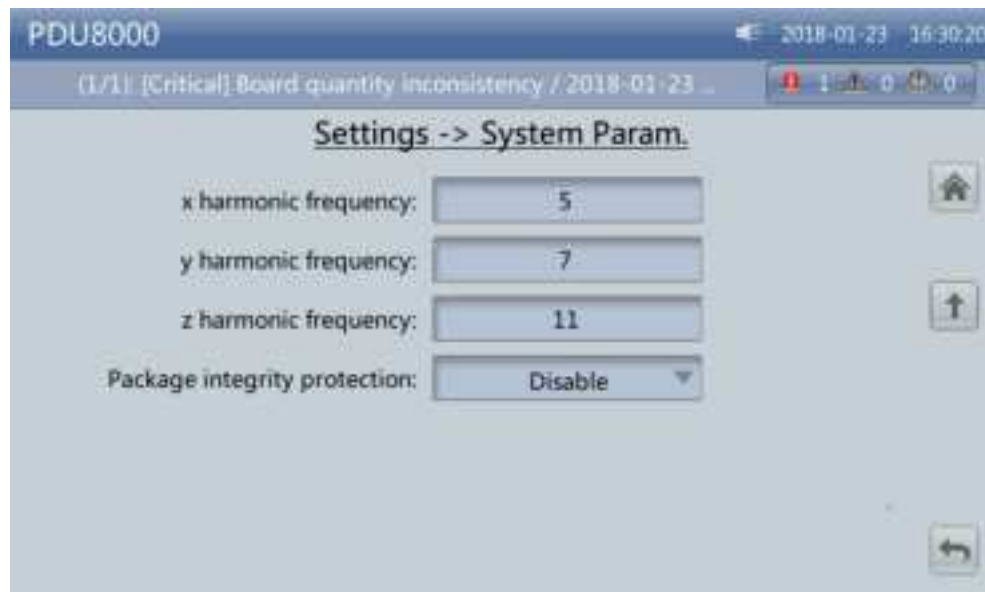 PDU8000 2018-01-23 16:30:20
(1/1): [Critical] Board quantity inconsistency / 2018-01-23 ... 1 0 0
Settings -> System Param.
x harmonic frequency: 5
y harmonic frequency: 7
z harmonic frequency: 11
Package integrity protection: Disable